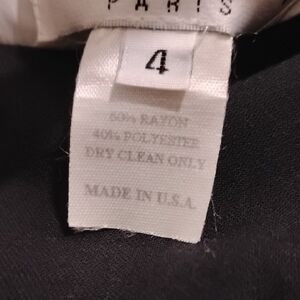 PARIS
4
60% RAYON
40% POLYESTER
DRY CLEAN ONLY
MADE IN U.S.A.